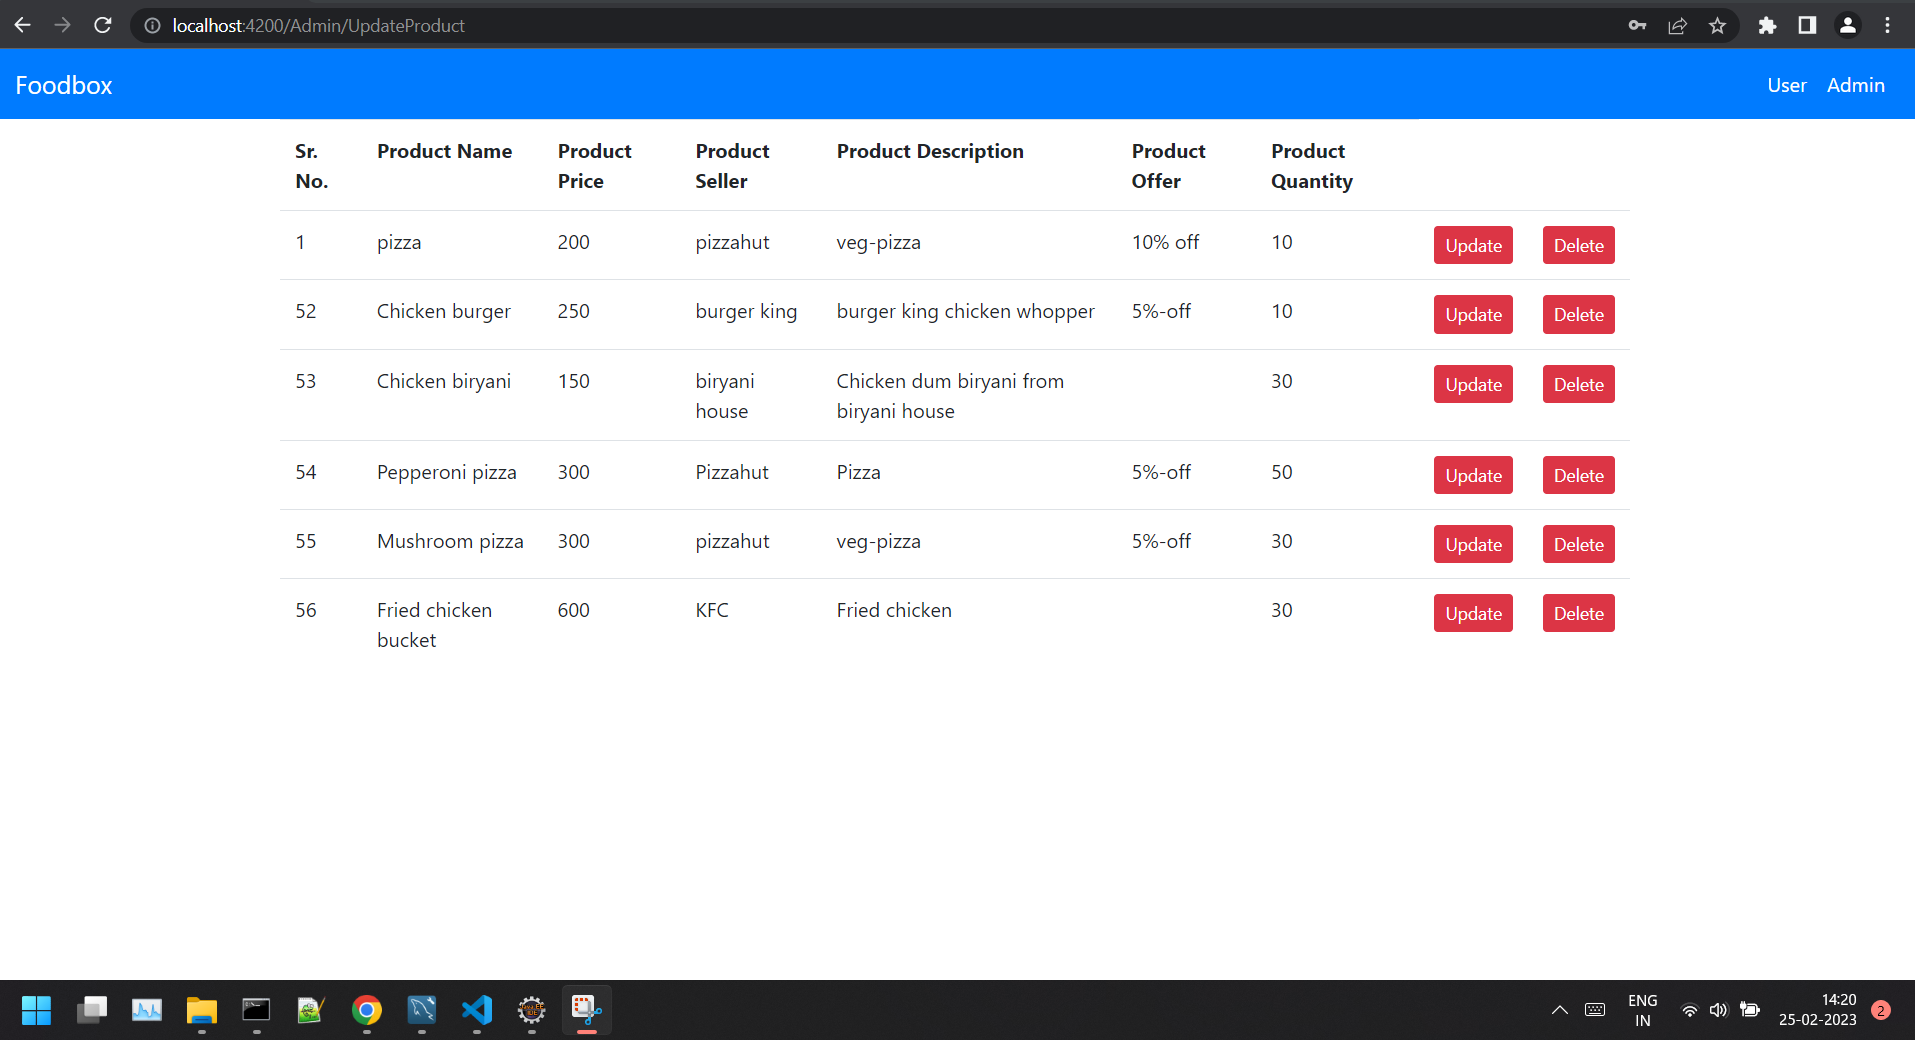 localhost:4200/Admin/UpdateProduct
Foodbox User Admin
Sr. No. Product Name Product Price Product Seller Product Description Product Offer Product Quantity
1 pizza 200 pizzahut veg-pizza 10% off 10 Update Delete
52 Chicken burger 250 burger king burger king chicken whopper 5%-off 10 Update Delete
53 Chicken biryani 150 biryani house Chicken dum biryani from biryani house 30 Update Delete
54 Pepperoni pizza 300 Pizzahut Pizza 5%-off 50 Update Delete
55 Mushroom pizza 300 pizzahut veg-pizza 5%-off 30 Update Delete
56 Fried chicken bucket 600 KFC Fried chicken 30 Update Delete
ENG 14:20
IN 25-02-2023 2